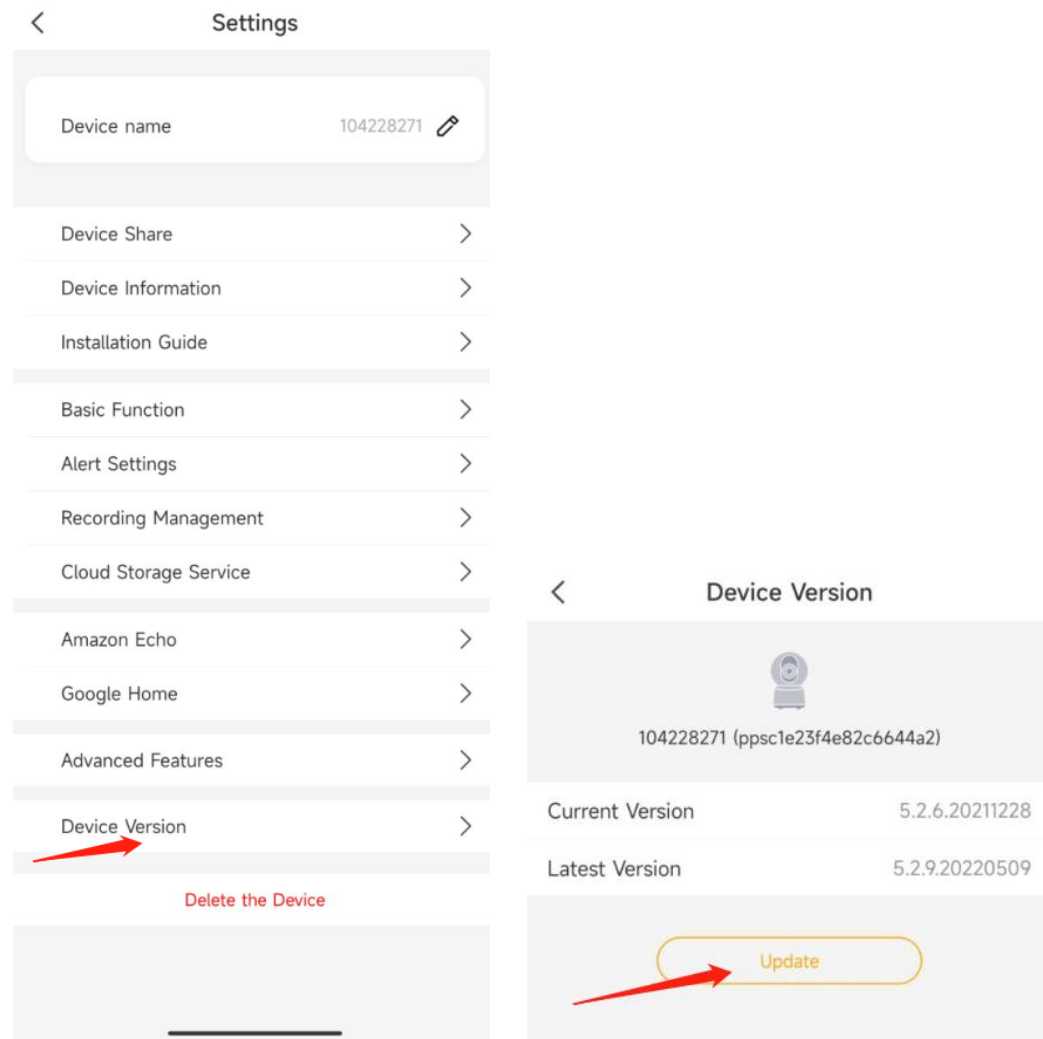 Settings
Device name 104228271
Device Share
Device Information
Installation Guide
Basic Function
Alert Settings
Recording Management
Cloud Storage Service
Amazon Echo
Google Home
Advanced Features
Device Version
Delete the Device
Device Version
104228271 (ppsc1e23f4e82c6644a2)
Current Version 5.2.6.20211228
Latest Version 5.2.9.20220509
Update